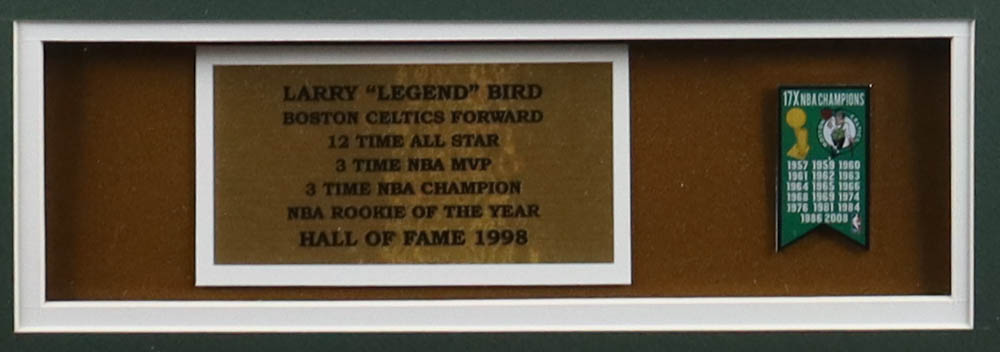 LARRY "LEGEND" BIRD
BOSTON CELTICS FORWARD
12 TIME ALL STAR
3 TIME NBA MVP
3 TIME NBA CHAMPION
NBA ROOKIE OF THE YEAR
HALL OF FAME 1998
17X NBA CHAMPIONS
1957 1959 1960
1961 1962 1963
1964 1965 1966
1968 1969 1974
1976 1981 1984
1986 2008